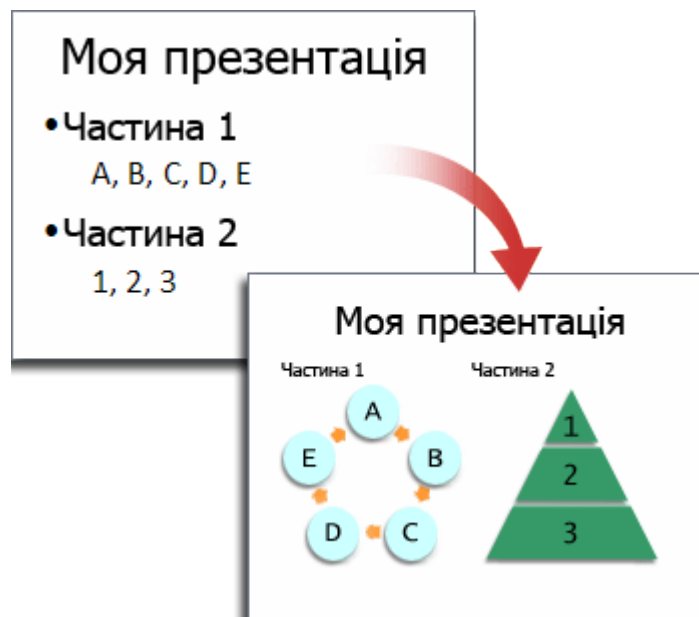 Моя презентація
•Частина 1
A, B, C, D, E
•Частина 2
1, 2, 3
Моя презентація
Частина 1
Частина 2
A
B
C
D
E
1
2
3